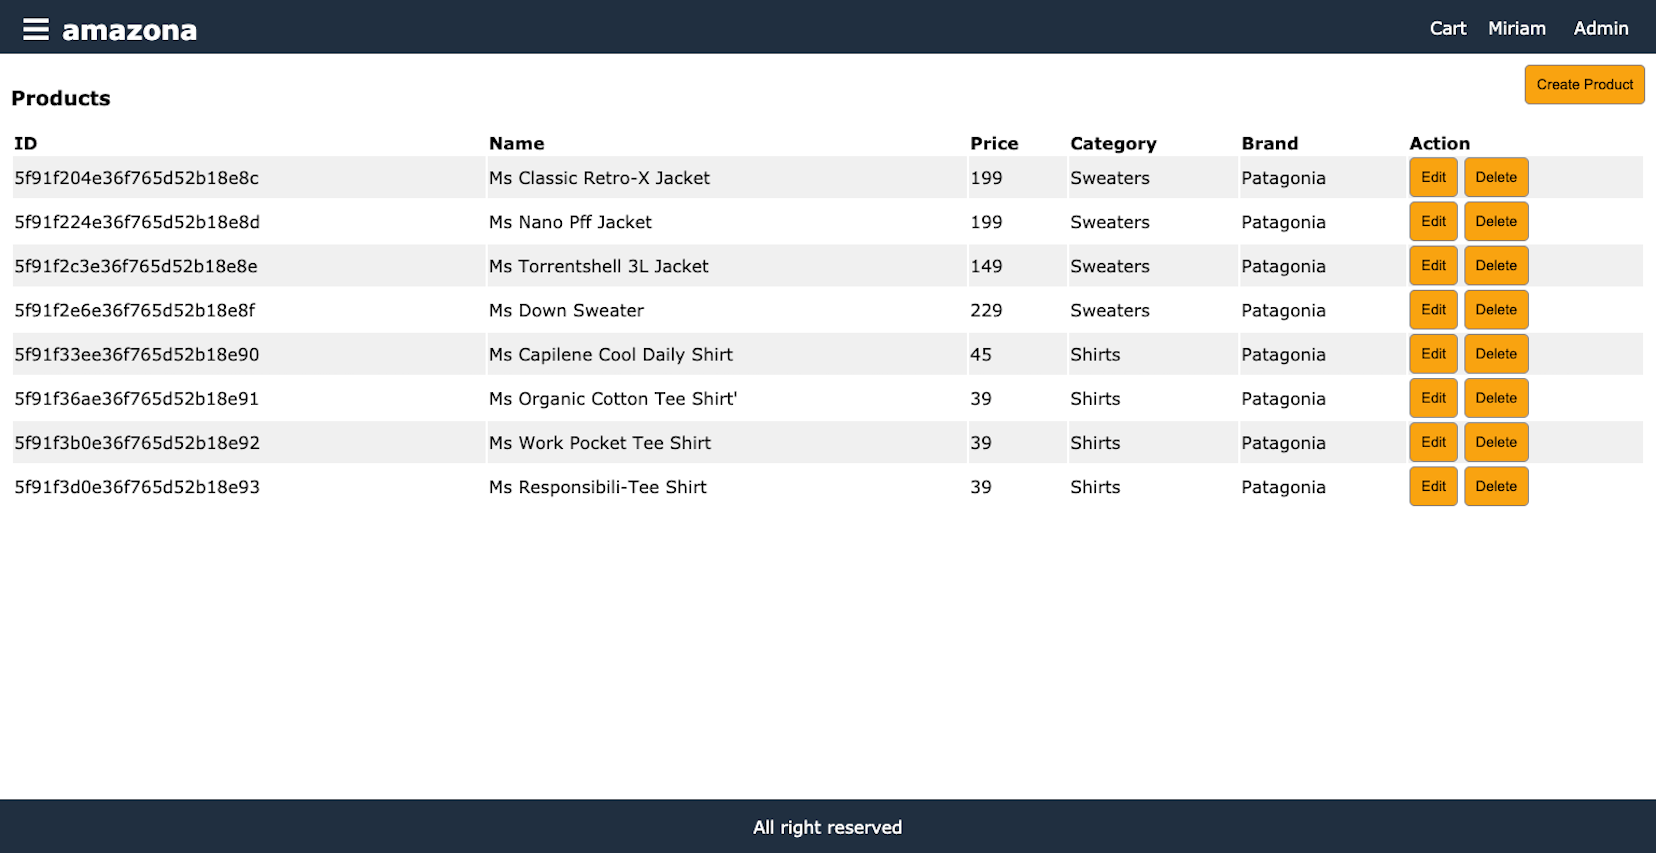 amazona Cart Miriam Admin
Create Product
Products
ID Name Price Category Brand Action
5f91f204e36f765d52b18e8c Ms Classic Retro-X Jacket 199 Sweaters Patagonia Edit Delete
5f91f224e36f765d52b18e8d Ms Nano Pff Jacket 199 Sweaters Patagonia Edit Delete
5f91f2c3e36f765d52b18e8e Ms Torrentshell 3L Jacket 149 Sweaters Patagonia Edit Delete
5f91f2e6e36f765d52b18e8f Ms Down Sweater 229 Sweaters Patagonia Edit Delete
5f91f33ee36f765d52b18e90 Ms Capilene Cool Daily Shirt 45 Shirts Patagonia Edit Delete
5f91f36ae36f765d52b18e91 Ms Organic Cotton Tee Shirt' 39 Shirts Patagonia Edit Delete
5f91f3b0e36f765d52b18e92 Ms Work Pocket Tee Shirt 39 Shirts Patagonia Edit Delete
5f91f3d0e36f765d52b18e93 Ms Responsibili-Tee Shirt 39 Shirts Patagonia Edit Delete
All right reserved